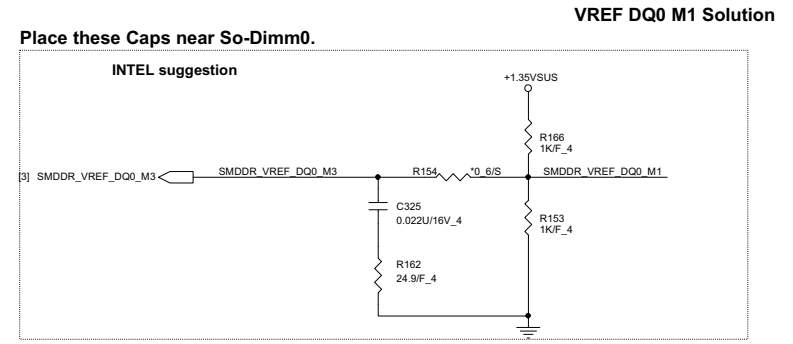 VREF DQ0 M1 Solution
Place these Caps near So-Dimm0.
INTEL suggestion
+1.35VSUS
R166
1K/F_4
[3] SMDDR_VREF_DQ0_M3
SMDDR_VREF_DQ0_M3
R154
*0_6/S
SMDDR_VREF_DQ0_M1
C325
0.022U/16V_4
R153
1K/F_4
R162
24.9/F_4